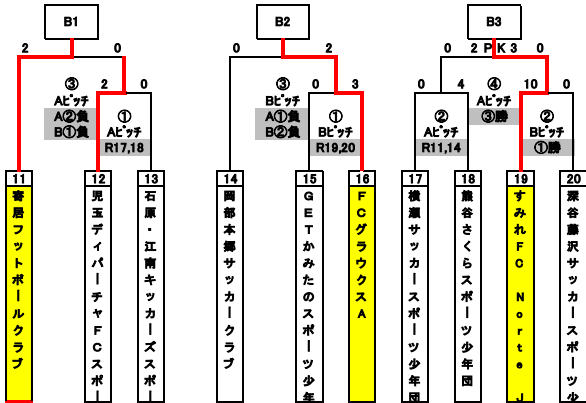 B1 B2 B3
2 0 0 2 0 2 PK 3 0
③ 2 0 ③ 0 3 0 4 ④ 10 0
Aピッチ ① Bピッチ ① ② Aピッチ ②
A②負 Aピッチ A①負 Bピッチ Aピッチ ③勝 Bピッチ
B①負 R17,18 B②負 R19,20 R11,14 ①勝
11 12 13 14 15 16 17 18 19 20
寄居フットボールクラブ
児玉ディパーチャFCスポー
石原・江南キッカーズスポー
岡部本郷サッカークラブ
GETかみたのスポーツ少年
FCグラウクスA
横瀬サッカースポーツ少年団
熊谷さくらスポーツ少年団
すみれFC Norte J
深谷藤沢サッカースポーツ少